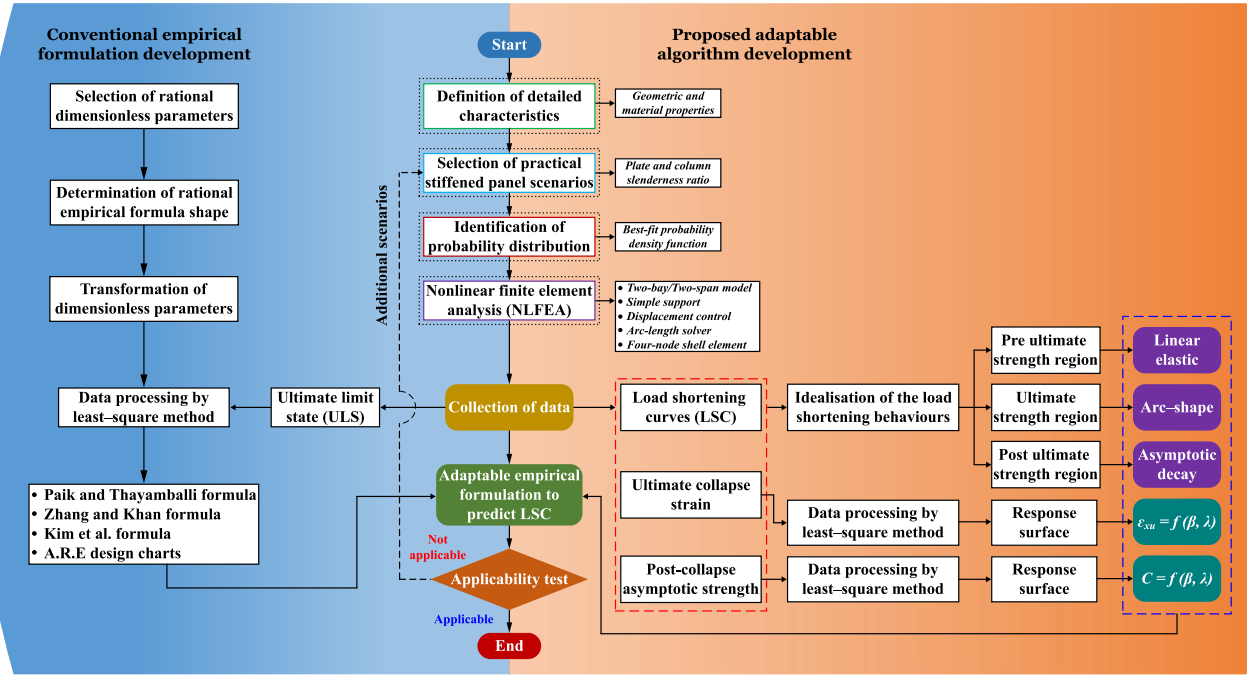 Conventional empirical
formulation development
Proposed adaptable
algorithm development
Start
Selection of rational
dimensionless parameters
Determination of rational
empirical formula shape
Transformation of
dimensionless parameters
Data processing by
least–square method
• Paik and Thayamballi formula
• Zhang and Khan formula
• Kim et al. formula
• A.R.E design charts
Ultimate limit
state (ULS)
Additional scenarios
Definition of detailed
characteristics
Geometric and
material properties
Selection of practical
stiffened panel scenarios
Plate and column
slenderness ratio
Identification of
probability distribution
Best-fit probability
density function
Nonlinear finite element
analysis (NLFEA)
• Two-bay/Two-span model
• Simple support
• Displacement control
• Arc-length solver
• Four-node shell element
Collection of data
Adaptable empirical
formulation to
predict LSC
Not
applicable
Applicability test
Applicable
End
Load shortening
curves (LSC)
Idealisation of the load
shortening behaviours
Pre ultimate
strength region
Linear
elastic
Ultimate
strength region
Arc–shape
Post ultimate
strength region
Asymptotic
decay
Ultimate collapse
strain
Data processing by
least–square method
Response
surface
εxu = f (β, λ)
Post-collapse
asymptotic strength
Data processing by
least–square method
Response
surface
C = f (β, λ)